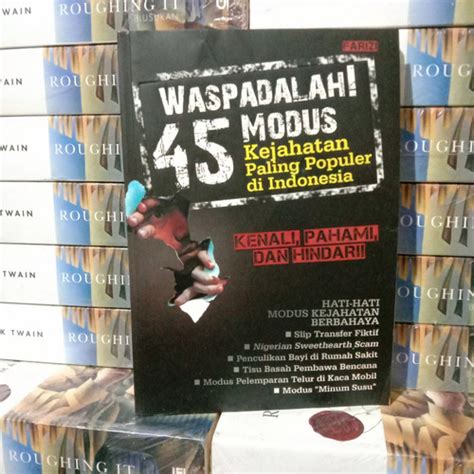 FARIZI
WASPADALAH!
45 MODUS
Kejahatan
Paling Populer
di Indonesia
KENALI, PAHAMI,
DAN HINDARI!
HATI-HATI
MODUS KEJAHATAN
BERBAHAYA
■ Slip Transfer Fiktif
■ Nigerian Sweethearth Scam
■ Penculikan Bayi di Rumah Sakit
■ Tisu Basah Pembawa Bencana
■ Modus Pelemparan Telur di Kaca Mobil
■ Modus "Minum Susu"
ROUGHING IT
BUSUKAN
ROUGHING
TWAIN
ROUGHING
ROUGHING
TWAIN
ROUGHING
TWAIN
ROUGHING
K TWAIN
ROUGHING
ROUGHING IT